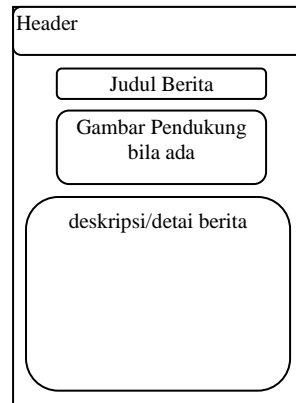 Header
Judul Berita
Gambar Pendukung
bila ada
deskripsi/detai berita